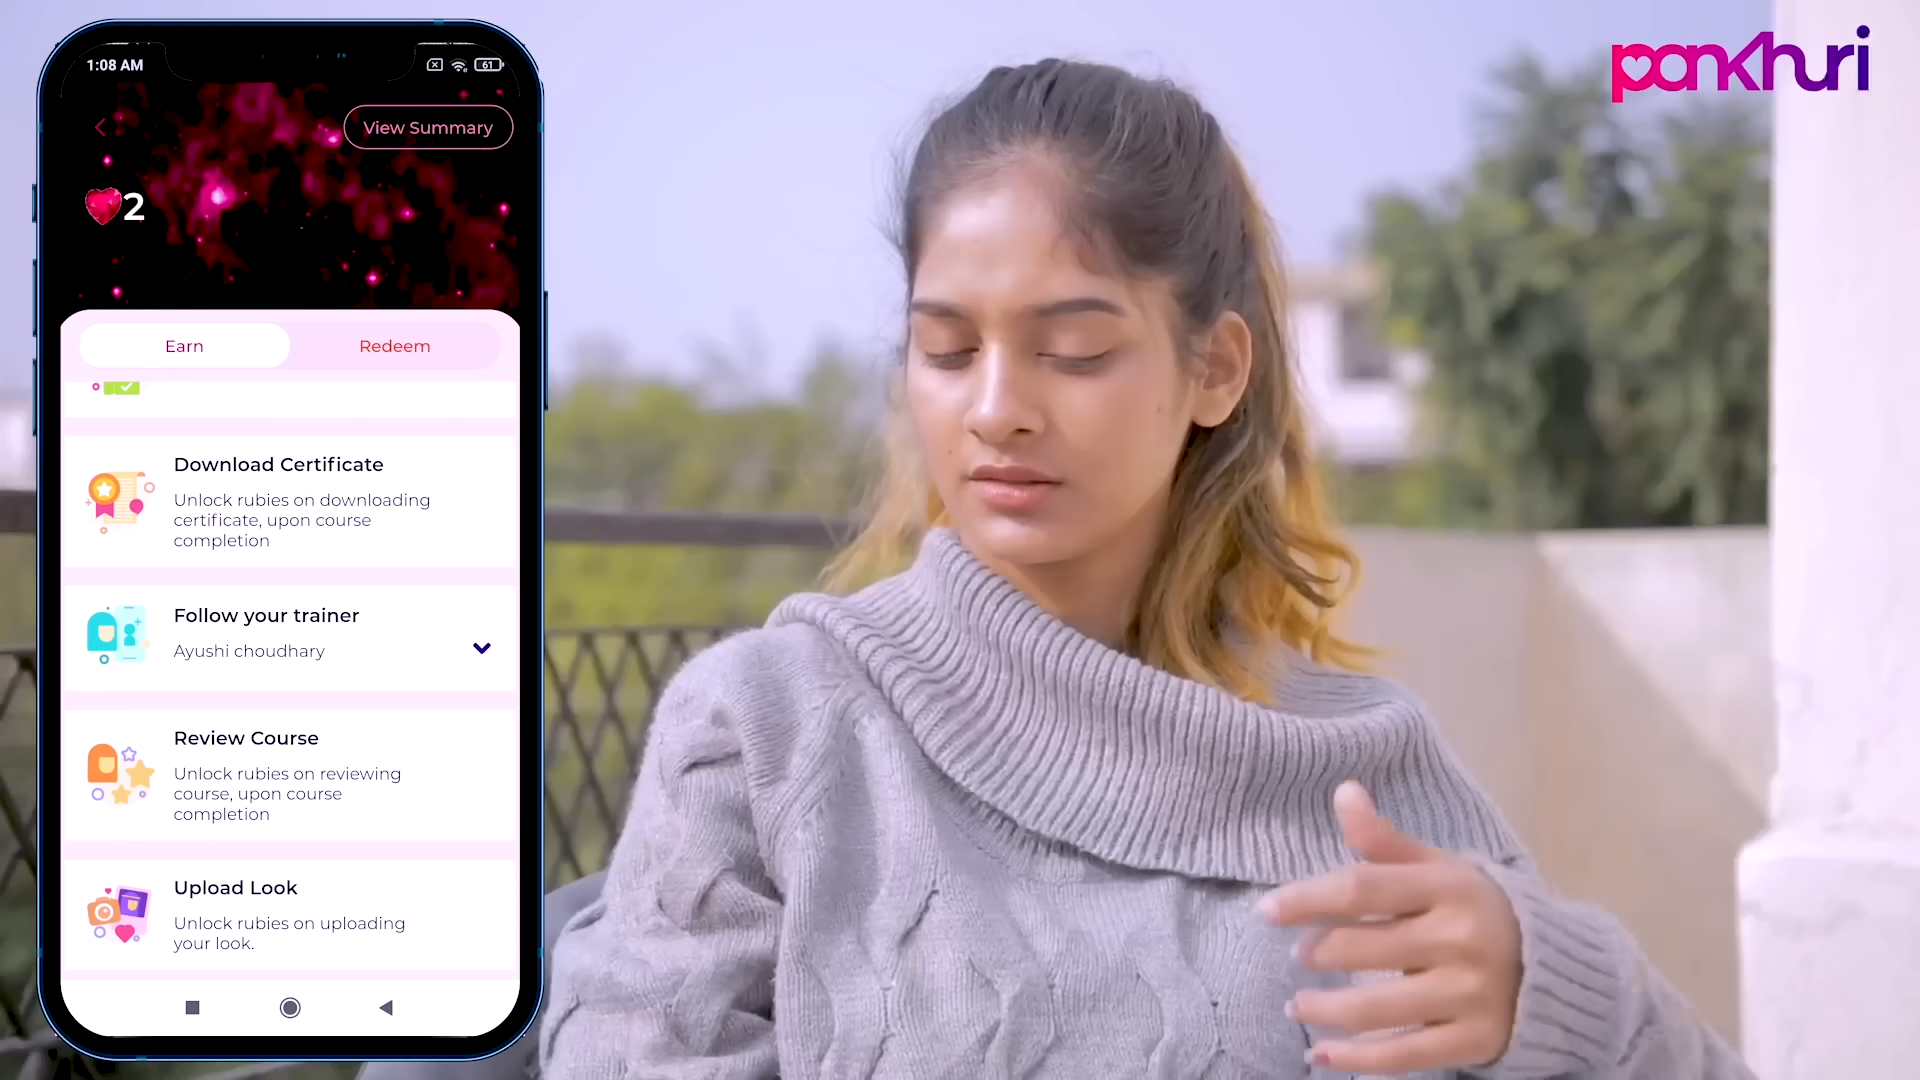 1:08 AM
61
View Summary
2
Earn
Redeem
Download Certificate
Unlock rubies on downloading
certificate, upon course
completion
Follow your trainer
Ayushi choudhary
Review Course
Unlock rubies on reviewing
course, upon course
completion
Upload Look
Unlock rubies on uploading
your look.
pankhuri